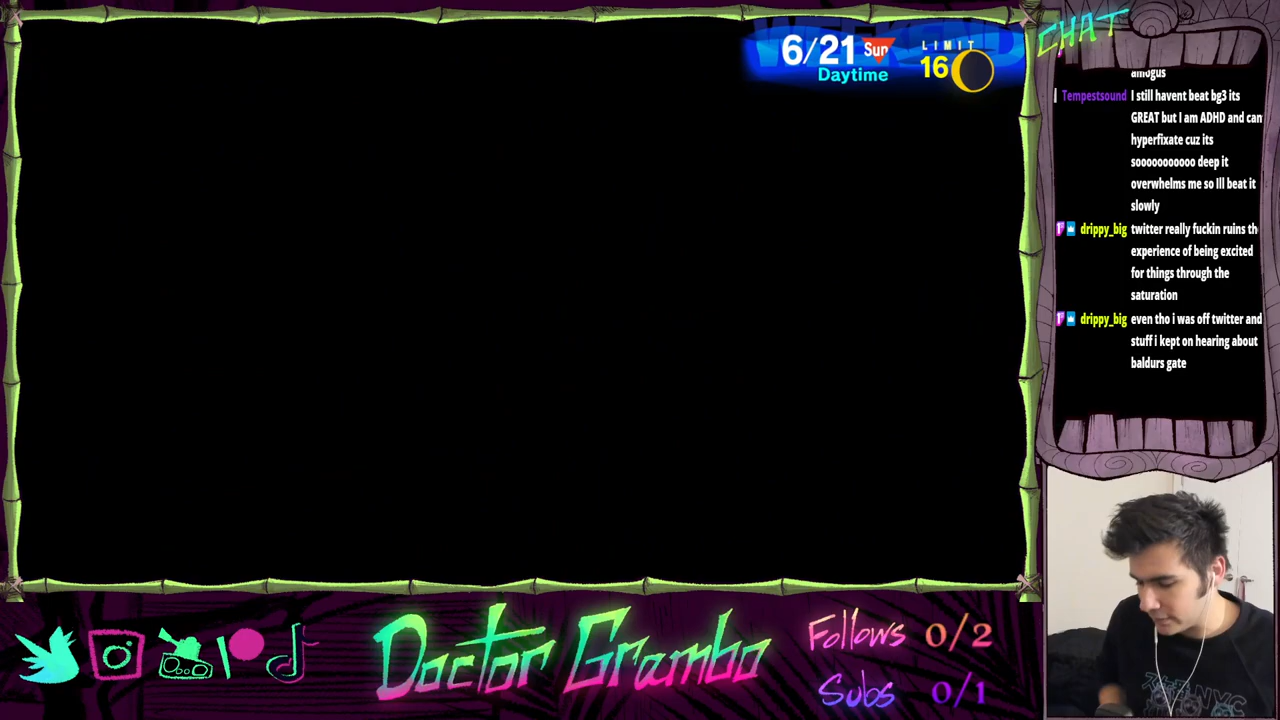 WEEKEND
6/21 Sun
Daytime
LIMIT
16
CHAT
amogus
Tempestsound I still havent beat bg3 its
GREAT but I am ADHD and can
hyperfixate cuz its
sooooooooooo deep it
overwhelms me so Ill beat it
slowly
drippy_big twitter really fuckin ruins th
experience of being excited
for things through the
saturation
drippy_big even tho i was off twitter and
stuff i kept on hearing about
baldurs gate
Doctor Grambo
Follows 0/2
Subs 0/1
NYC